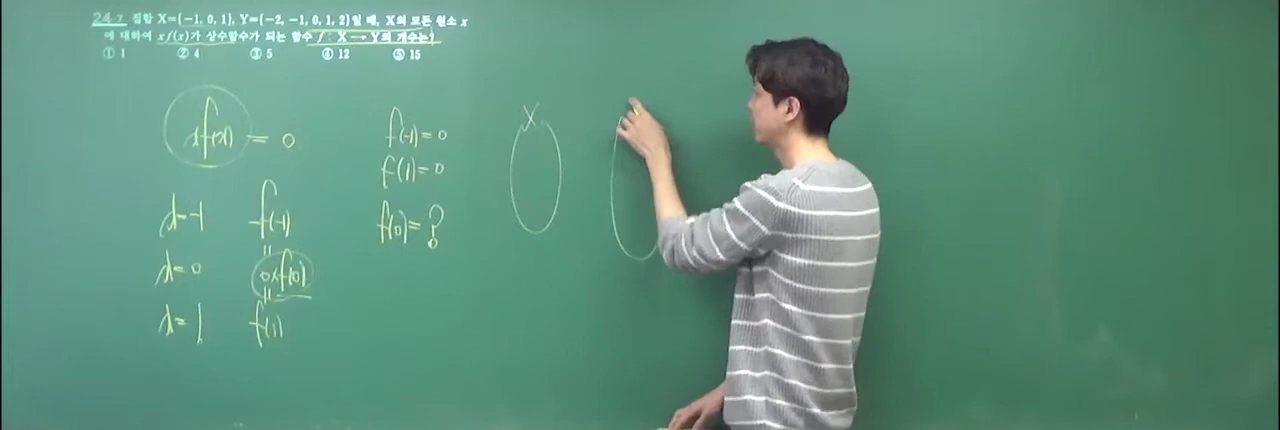 24-7 집합 X={-1, 0, 1}, Y={-2, -1, 0, 1, 2}일 때, X의 모든 원소 x
에 대하여 xf(x)가 상수함수가 되는 함수 f : X → Y의 개수는?
① 1 ② 4 ③ 5 ④ 12 ⑤ 15
xf(x) = 0
x=-1 f(-1)
=
x=0 0×f(0)
=
x=1 f(1)
f(-1)=0
f(1)=0
f(0)=?
X